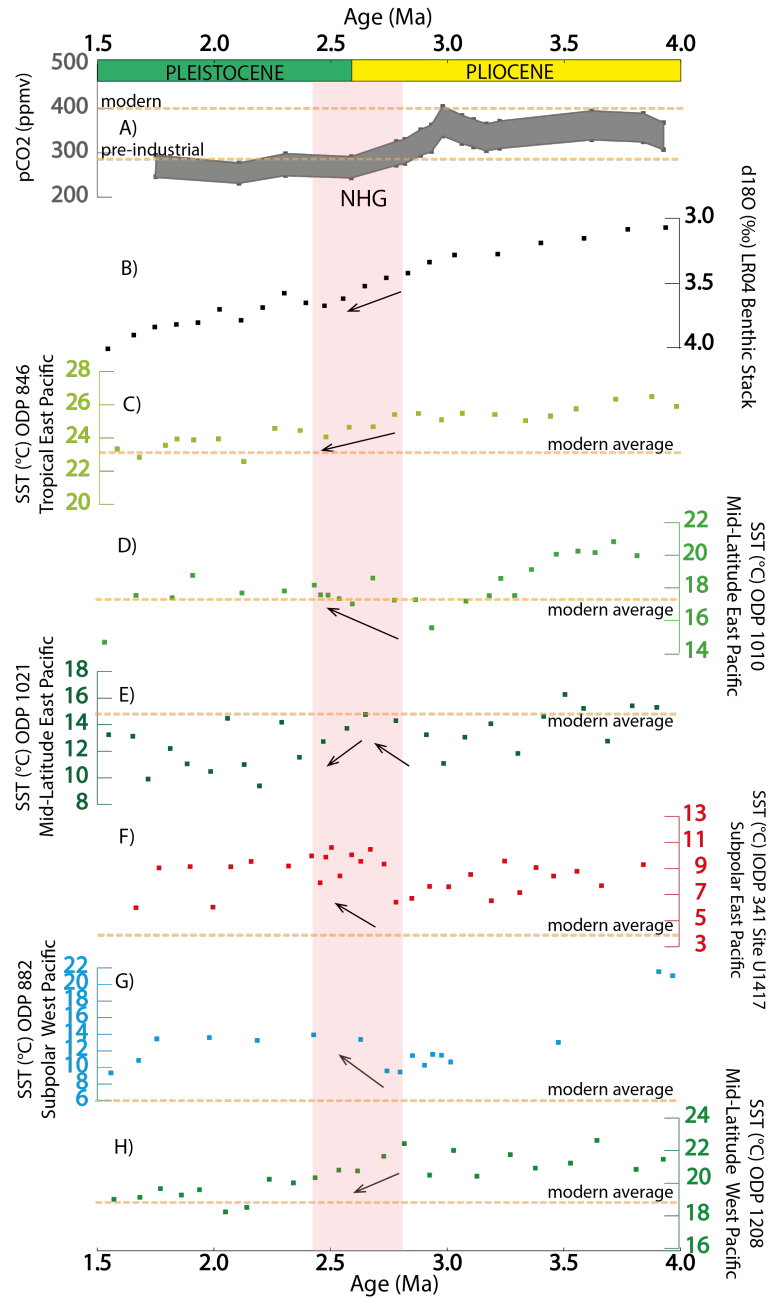 Age (Ma)
1.5 2.0 2.5 3.0 3.5 4.0
PLEISTOCENE PLIOCENE
500
400
300
200
pCO2 (ppmv)
modern
A)
pre-industrial
NHG
3.0
3.5
4.0
d18O (‰) LR04 Benthic Stack
B)
28
26
24
22
20
SST (°C) ODP 846
Tropical East Pacific
C)
modern average
22
20
18
16
14
SST (°C) ODP 1010
Mid-Latitude East Pacific
D)
modern average
18
16
14
12
10
8
SST (°C) ODP 1021
Mid-Latitude East Pacific
E)
modern average
13
11
9
7
5
3
SST (°C) IODP 341 Site U1417
Subpolar East Pacific
F)
modern average
22
20
18
16
14
12
10
8
6
SST (°C) ODP 882
Subpolar West Pacific
G)
modern average
24
22
20
18
16
SST (°C) ODP 1208
Mid-Latitude West Pacific
H)
modern average
1.5 2.0 2.5 3.0 3.5 4.0
Age (Ma)